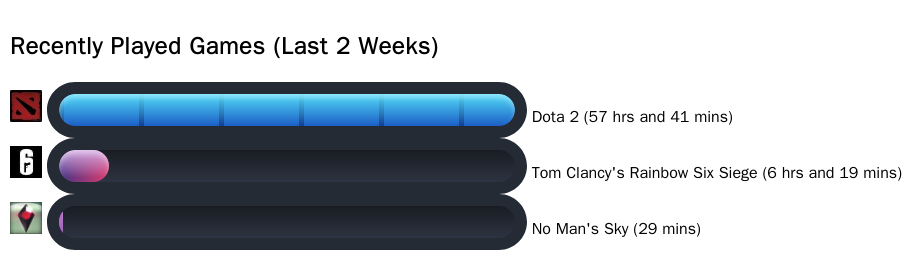 Recently Played Games (Last 2 Weeks)
Dota 2 (57 hrs and 41 mins)
Tom Clancy's Rainbow Six Siege (6 hrs and 19 mins)
No Man's Sky (29 mins)